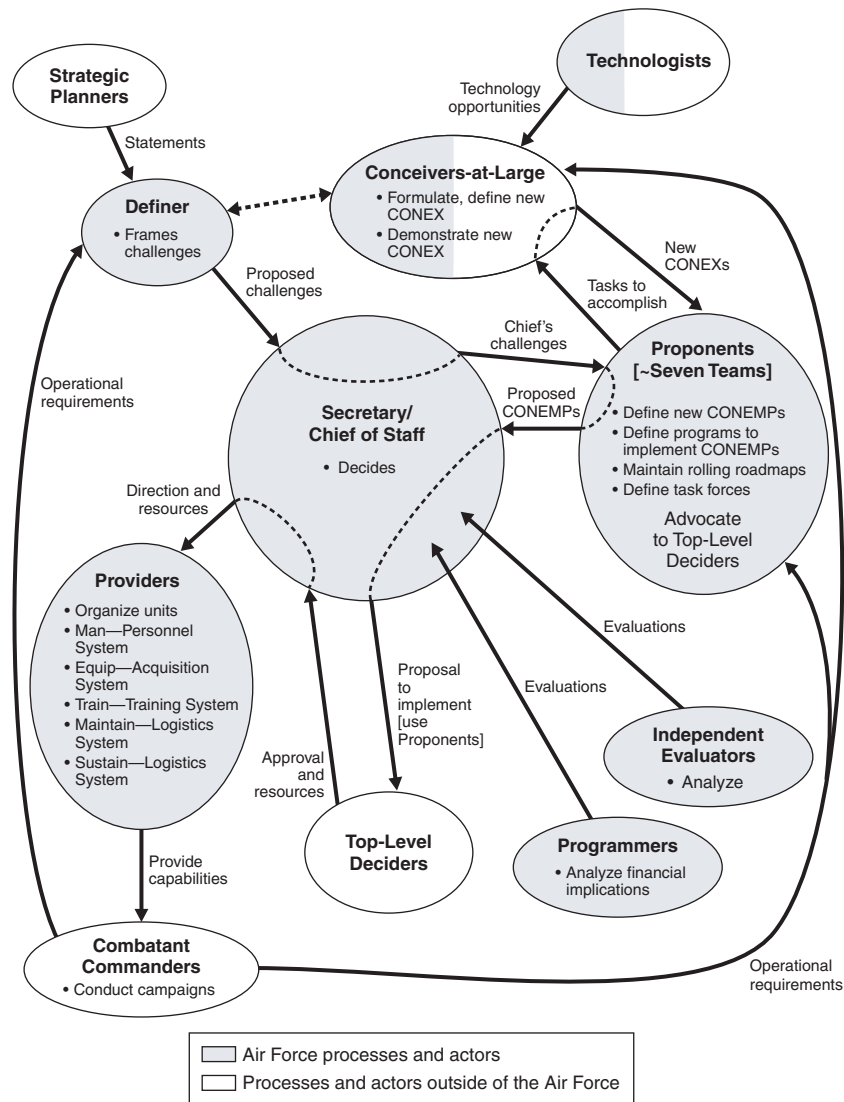 Technologists
Strategic
Planners
Technology
opportunities
Statements
Conceivers-at-Large
• Formulate, define new
CONEX
• Demonstrate new
CONEX
Definer
• Frames
challenges
New
CONEXs
Proposed
challenges
Tasks to
accomplish
Chief's
challenges
Proponents
[~Seven Teams]
• Define new CONEMPs
• Define programs to
implement CONEMPs
• Maintain rolling roadmaps
• Define task forces
Advocate
to Top-Level
Deciders
Operational
requirements
Proposed
CONEMPs
Secretary/
Chief of Staff
• Decides
Direction and
resources
Providers
• Organize units
• Man—Personnel
System
• Equip—Acquisition
System
• Train—Training System
• Maintain—Logistics
System
• Sustain—Logistics
System
Evaluations
Proposal
to
implement
[use
Proponents]
Evaluations
Independent
Evaluators
• Analyze
Approval
and
resources
Top-Level
Deciders
Programmers
• Analyze financial
implications
Provide
capabilities
Combatant
Commanders
• Conduct campaigns
Operational
requirements
Air Force processes and actors
Processes and actors outside of the Air Force